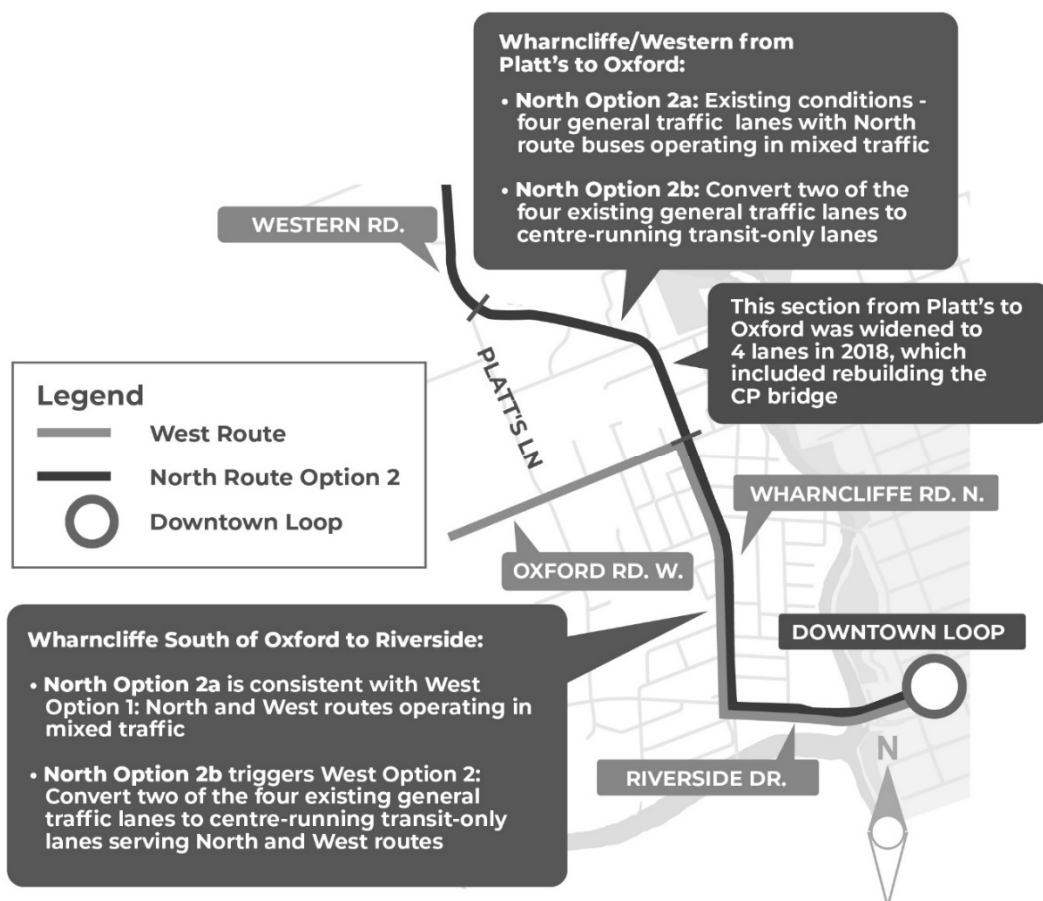 Wharncliffe/Western from
Platt's to Oxford:
• North Option 2a: Existing conditions -
four general traffic lanes with North
route buses operating in mixed traffic
• North Option 2b: Convert two of the
four existing general traffic lanes to
centre-running transit-only lanes
WESTERN RD.
This section from Platt's to
Oxford was widened to
4 lanes in 2018, which
included rebuilding the
CP bridge
PLATT'S LN
Legend
West Route
North Route Option 2
Downtown Loop
WHARNCLIFFE RD. N.
OXFORD RD. W.
Wharncliffe South of Oxford to Riverside:
• North Option 2a is consistent with West
Option 1: North and West routes operating in
mixed traffic
• North Option 2b triggers West Option 2:
Convert two of the four existing general
traffic lanes to centre-running transit-only
lanes serving North and West routes
DOWNTOWN LOOP
RIVERSIDE DR.
N